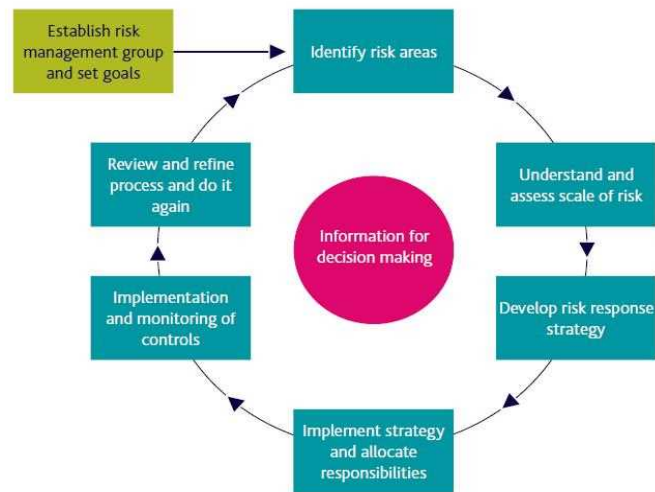 Establish risk
management group
and set goals
Identify risk areas
Understand and
assess scale of risk
Develop risk response
strategy
Implement strategy
and allocate
responsibilities
Implementation
and monitoring of
controls
Review and refine
process and do it
again
Information for
decision making